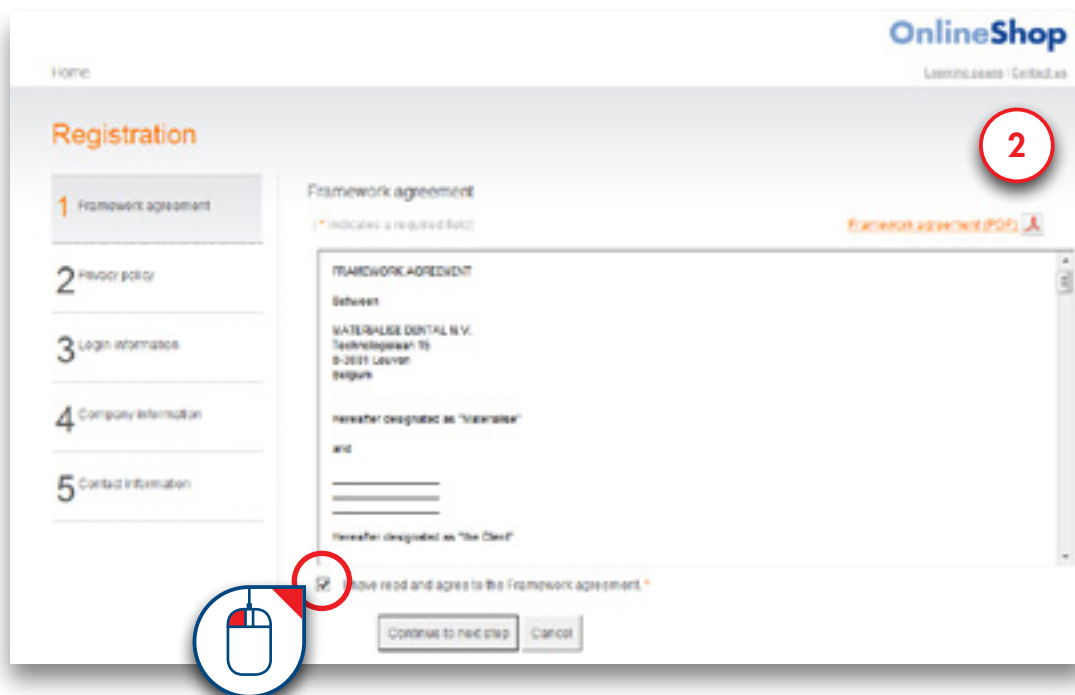 OnlineShop
Home
Contact us
Registration
2
1 Framework agreement
2 Privacy policy
3 Login information
4 Company information
5 Contact information
Framework agreement
(* indicates a required field)
Framework agreement (PDF)
FRAMEWORK AGREEMENT
Between
MATERIALISE DENTAL N.V.
Technologielaan 15
B-3001 Leuven
Belgium
Hereafter designated as "Materialise"
and
Hereafter designated as "the Client"
I have read and agree to the Framework agreement. *
Continue to next step
Cancel